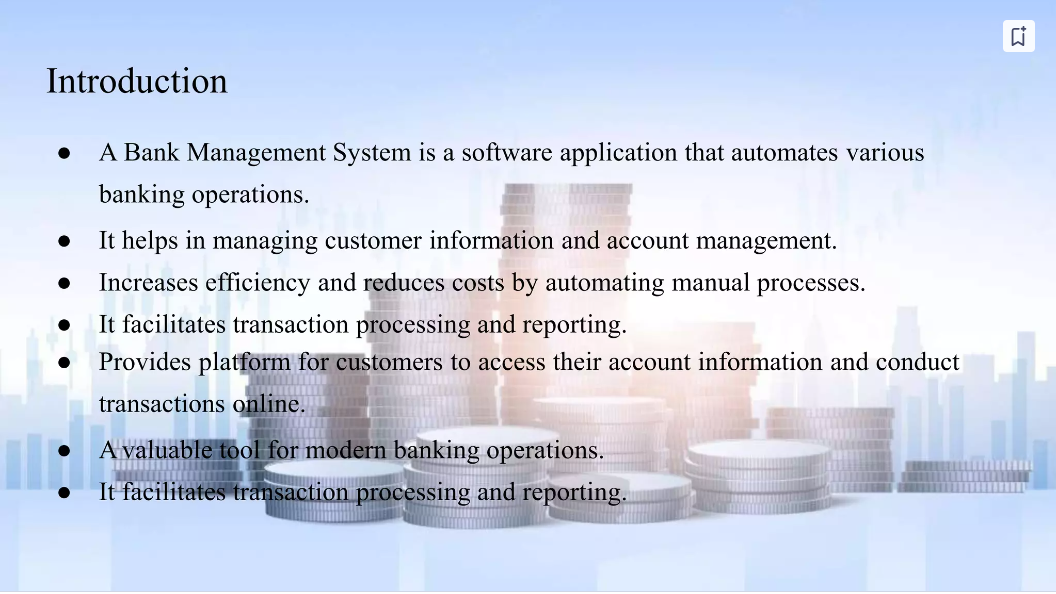 Introduction
● A Bank Management System is a software application that automates various
banking operations.
● It helps in managing customer information and account management.
● Increases efficiency and reduces costs by automating manual processes.
● It facilitates transaction processing and reporting.
● Provides platform for customers to access their account information and conduct
transactions online.
● A valuable tool for modern banking operations.
● It facilitates transaction processing and reporting.